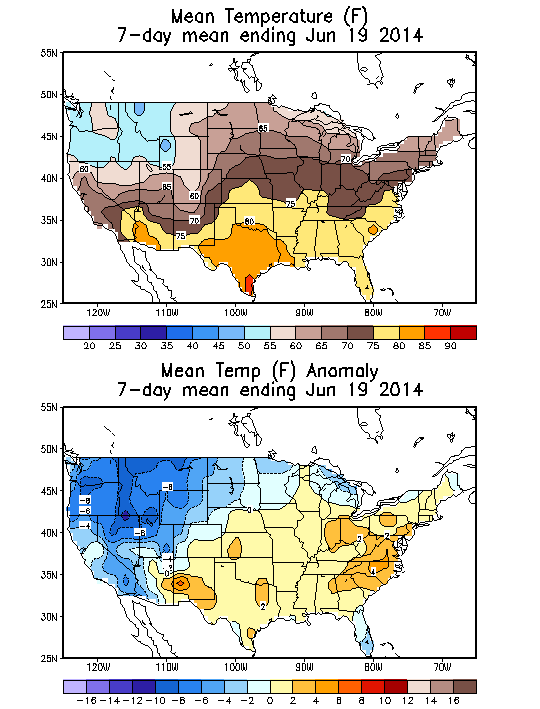 Mean Temperature (F)
7-day mean ending Jun 19 2014
55N
50N
45N
40N
35N
30N
25N
65
70
55
60
65
60
75
70
80
75
120W 110W 100W 90W 80W 70W
20 25 30 35 40 45 50 55 60 65 70 75 80 85 90
Mean Temp (F) Anomaly
7-day mean ending Jun 19 2014
55N
50N
45N
40N
35N
30N
25N
-8
-8
-6
-4
0
-6
2
2
-4
0
4
2
120W 110W 100W 90W 80W 70W
-16 -14 -12 -10 -8 -6 -4 -2 0 2 4 6 8 10 12 14 16